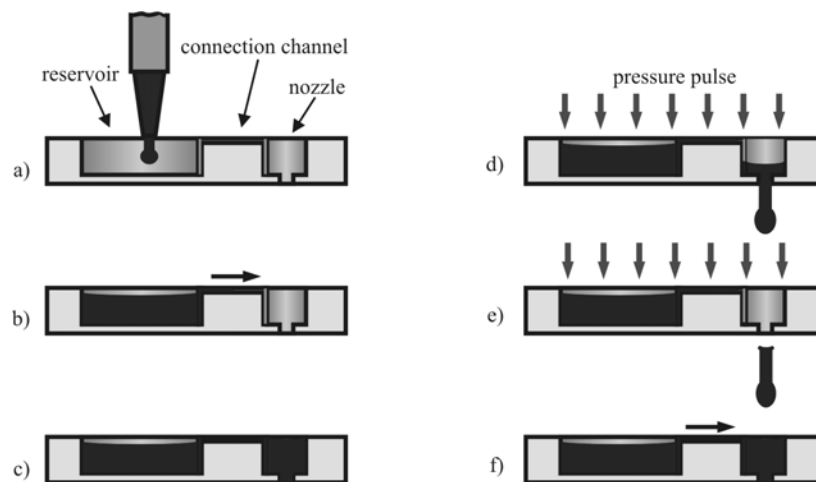 connection channel
reservoir
nozzle
a)
b)
c)
pressure pulse
d)
e)
f)